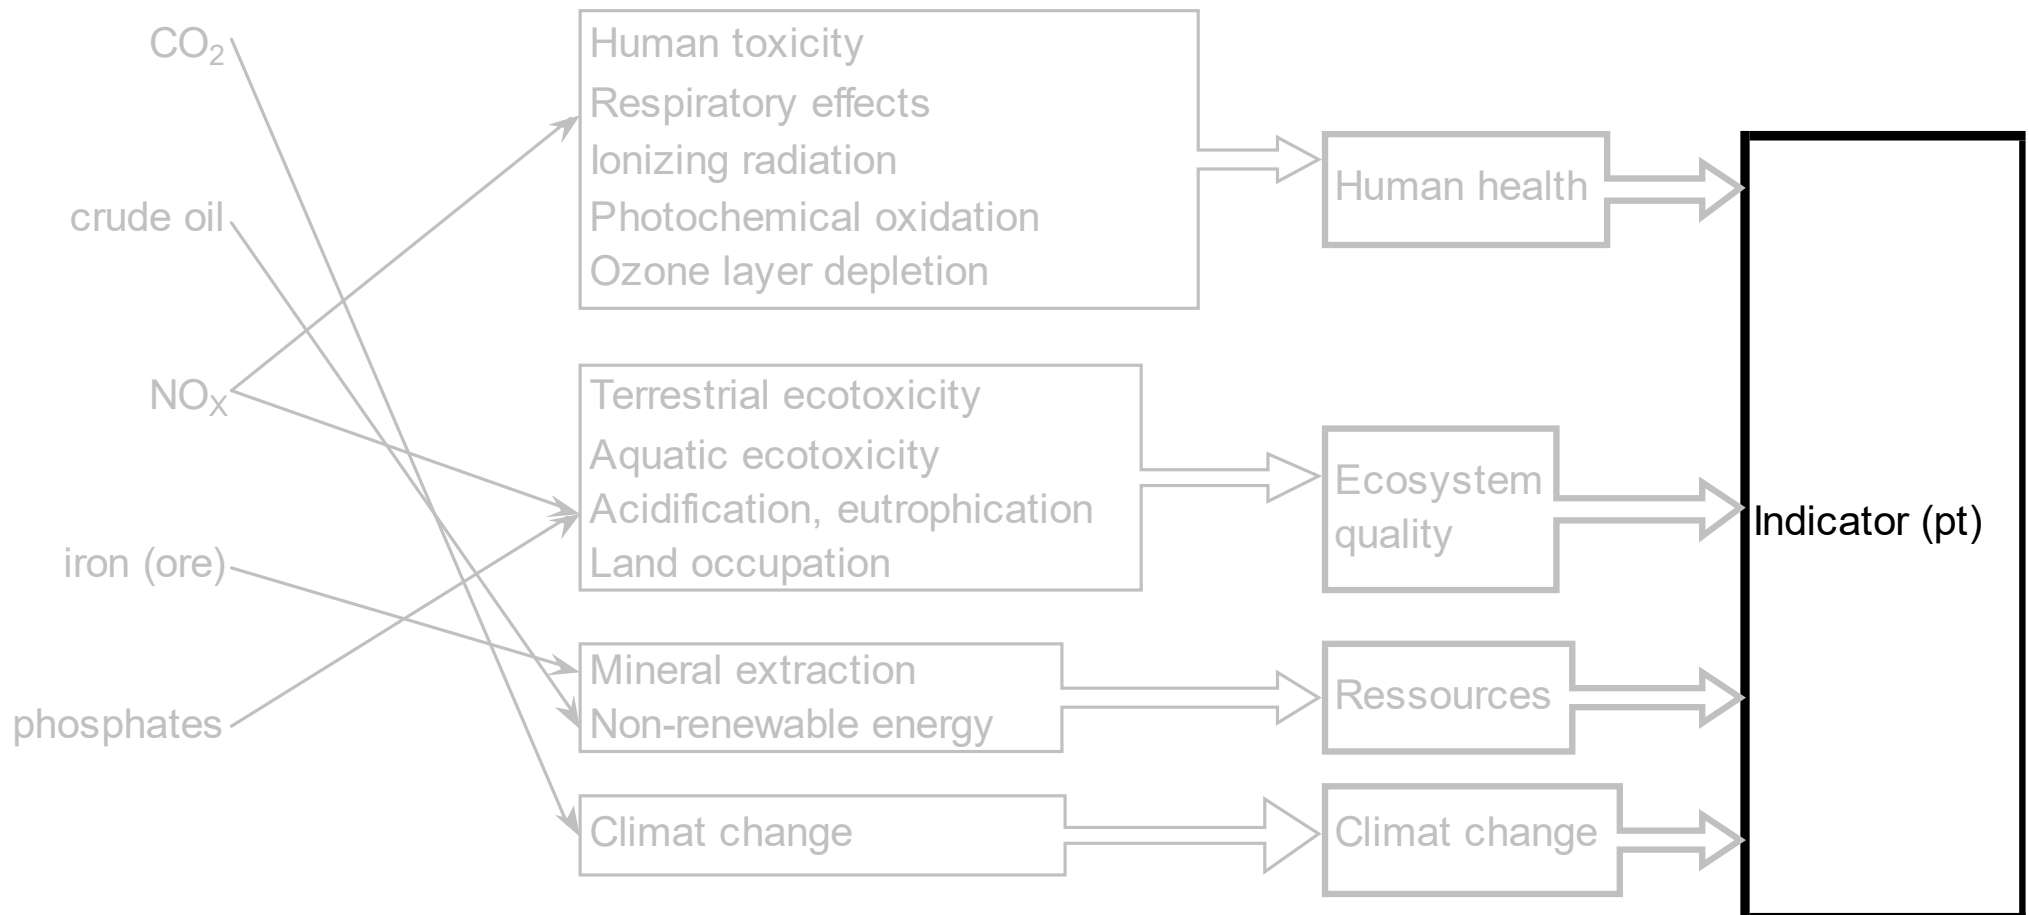 CO₂
crude oil
NOₓ
iron (ore)
phosphates
Human toxicity
Respiratory effects
Ionizing radiation
Photochemical oxidation
Ozone layer depletion
Terrestrial ecotoxicity
Aquatic ecotoxicity
Acidification, eutrophication
Land occupation
Mineral extraction
Non-renewable energy
Climat change
Human health
Ecosystem
quality
Ressources
Climat change
Indicator (pt)